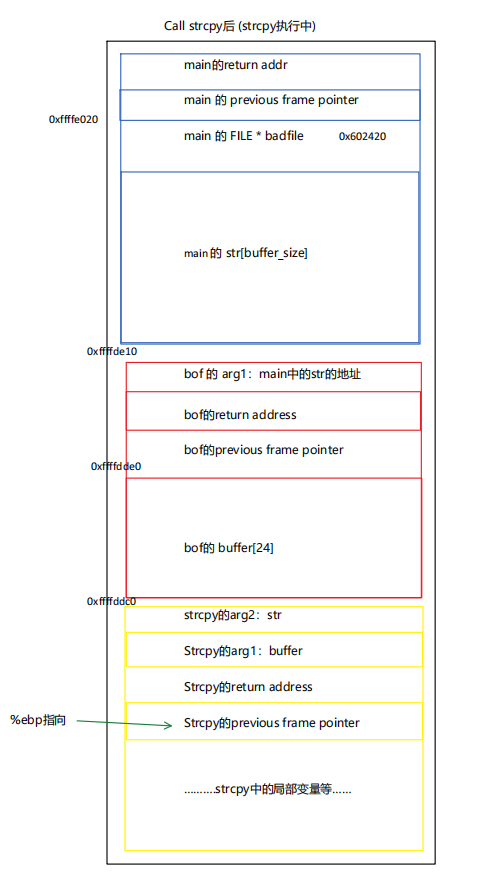 Call strcpy后 (strcpy执行中)
main的return addr
main 的 previous frame pointer
0xffffe020
main 的 FILE * badfile 0x602420
main 的 str[buffer_size]
0xffffde10
bof 的 arg1：main中的str的地址
bof的return address
bof的previous frame pointer
0xffffdde0
bof的 buffer[24]
0xffffddc0
strcpy的arg2：str
Strcpy的arg1：buffer
Strcpy的return address
%ebp指向
Strcpy的previous frame pointer
..........strcpy中的局部变量等......